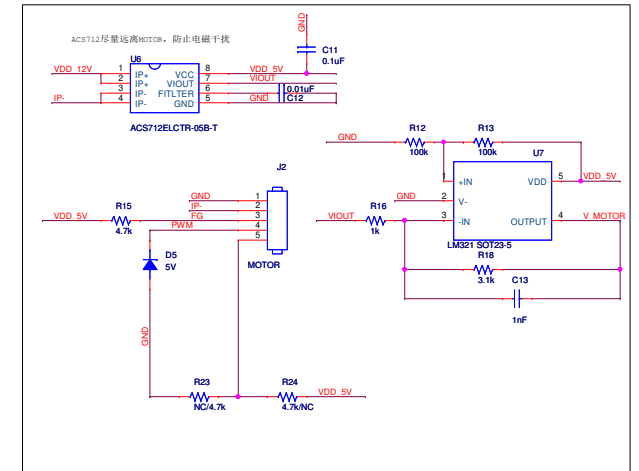 GND
ACS712尽量远离MOTOR, 防止电磁干扰
C11
0.1uF
U6
VDD_12V 1 IP+ VCC 8 VDD_5V
2 IP+ VIOUT 7 VIOUT
3 IP- FITLTER 6 0.01uF
IP- 4 IP- GND 5 GND C12
ACS712ELCTR-05B-T
R12 R13
GND
100k 100k
U7
J2
1 +IN VDD 5 VDD_5V
GND 2 V-
VIOUT R16 3 -IN OUTPUT 4 V_MOTOR
1k
LM321 SOT23-5
GND 1
IP- 2
VDD_5V R15 FG 3
4.7k PWM 4
5
MOTOR
D5
5V
R18
3.1k
C13
1nF
GND
R23 R24
VDD_5V
NC/4.7k 4.7k/NC